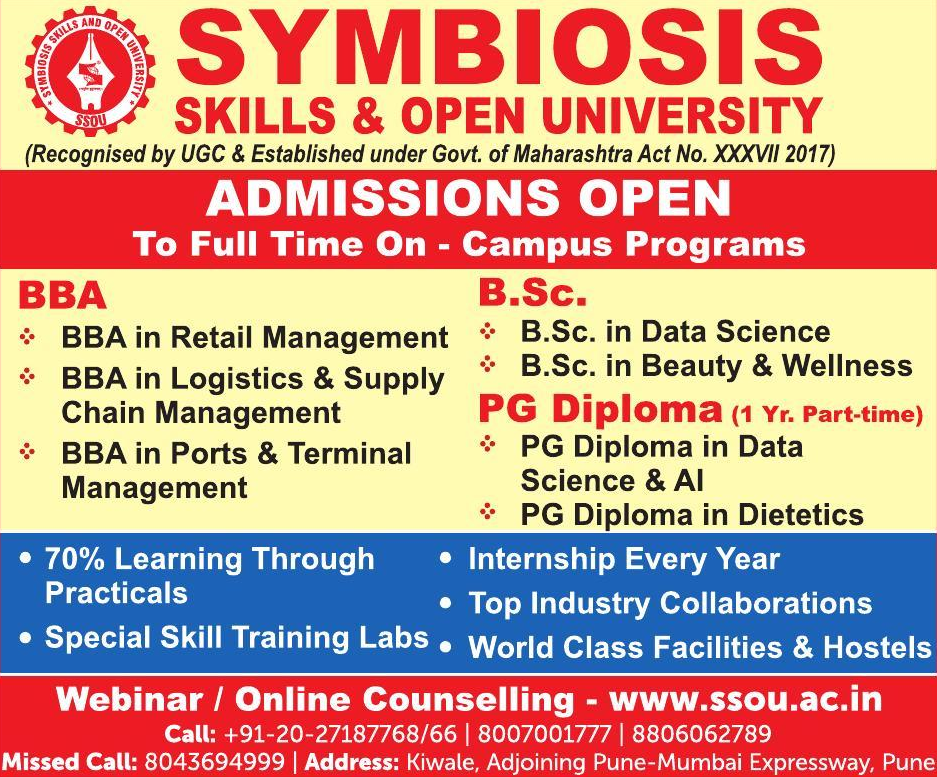 SYMBIOSIS SKILLS AND OPEN UNIVERSITY
SSOU
SYMBIOSIS
SKILLS & OPEN UNIVERSITY
(Recognised by UGC & Established under Govt. of Maharashtra Act No. XXXVII 2017)
ADMISSIONS OPEN
To Full Time On - Campus Programs
BBA
❖ BBA in Retail Management
❖ BBA in Logistics & Supply
Chain Management
❖ BBA in Ports & Terminal
Management
B.Sc.
❖ B.Sc. in Data Science
❖ B.Sc. in Beauty & Wellness
PG Diploma (1 Yr. Part-time)
❖ PG Diploma in Data
Science & AI
❖ PG Diploma in Dietetics
• 70% Learning Through
Practicals
• Special Skill Training Labs
• Internship Every Year
• Top Industry Collaborations
• World Class Facilities & Hostels
Webinar / Online Counselling - www.ssou.ac.in
Call: +91-20-27187768/66 | 8007001777 | 8806062789
Missed Call: 8043694999 | Address: Kiwale, Adjoining Pune-Mumbai Expressway, Pune